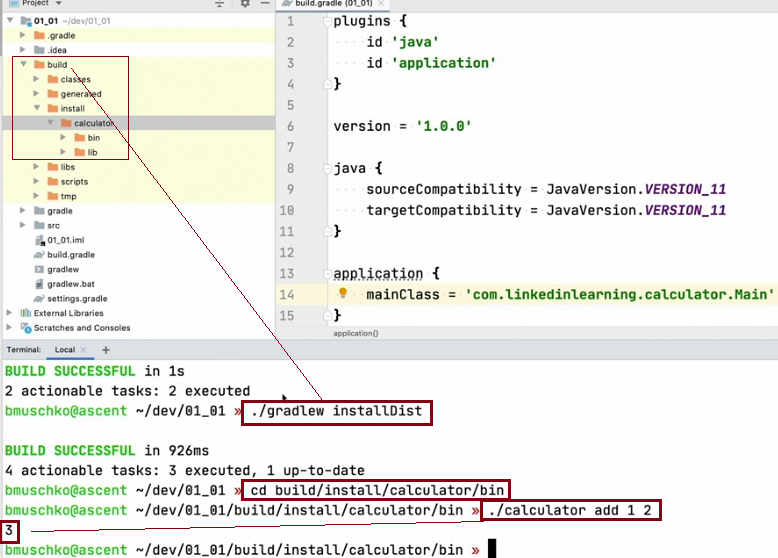 Project
01_01 ~/dev/01_01
.gradle
.idea
build
classes
generated
install
calculator
bin
lib
libs
scripts
tmp
gradle
src
01_01.iml
build.gradle
gradlew
gradlew.bat
settings.gradle
External Libraries
Scratches and Consoles
build.gradle (01_01)
1 plugins {
2 id 'java'
3 id 'application'
4 }
5
6 version = '1.0.0'
7
8 java {
9 sourceCompatibility = JavaVersion.VERSION_11
10 targetCompatibility = JavaVersion.VERSION_11
11 }
12
13 application {
14 mainClass = 'com.linkedinlearning.calculator.Main'
15 }
application{}
Terminal: Local × +
BUILD SUCCESSFUL in 1s
2 actionable tasks: 2 executed
bmuschko@ascent ~/dev/01_01 » ./gradlew installDist
BUILD SUCCESSFUL in 926ms
4 actionable tasks: 3 executed, 1 up-to-date
bmuschko@ascent ~/dev/01_01 » cd build/install/calculator/bin
bmuschko@ascent ~/dev/01_01/build/install/calculator/bin » ./calculator add 1 2
3
bmuschko@ascent ~/dev/01_01/build/install/calculator/bin »